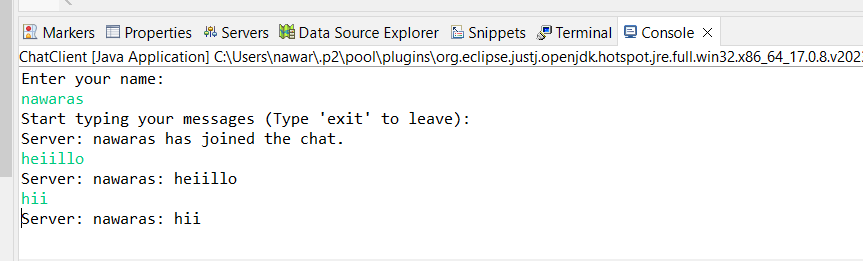 Markers Properties Servers Data Source Explorer Snippets Terminal Console
ChatClient [Java Application] C:\Users\nawar\.p2\pool\plugins\org.eclipse.justj.openjdk.hotspot.jre.full.win32.x86_64_17.0.8.v202
Enter your name:
nawaras
Start typing your messages (Type 'exit' to leave):
Server: nawaras has joined the chat.
heiillo
Server: nawaras: heiillo
hii
Server: nawaras: hii